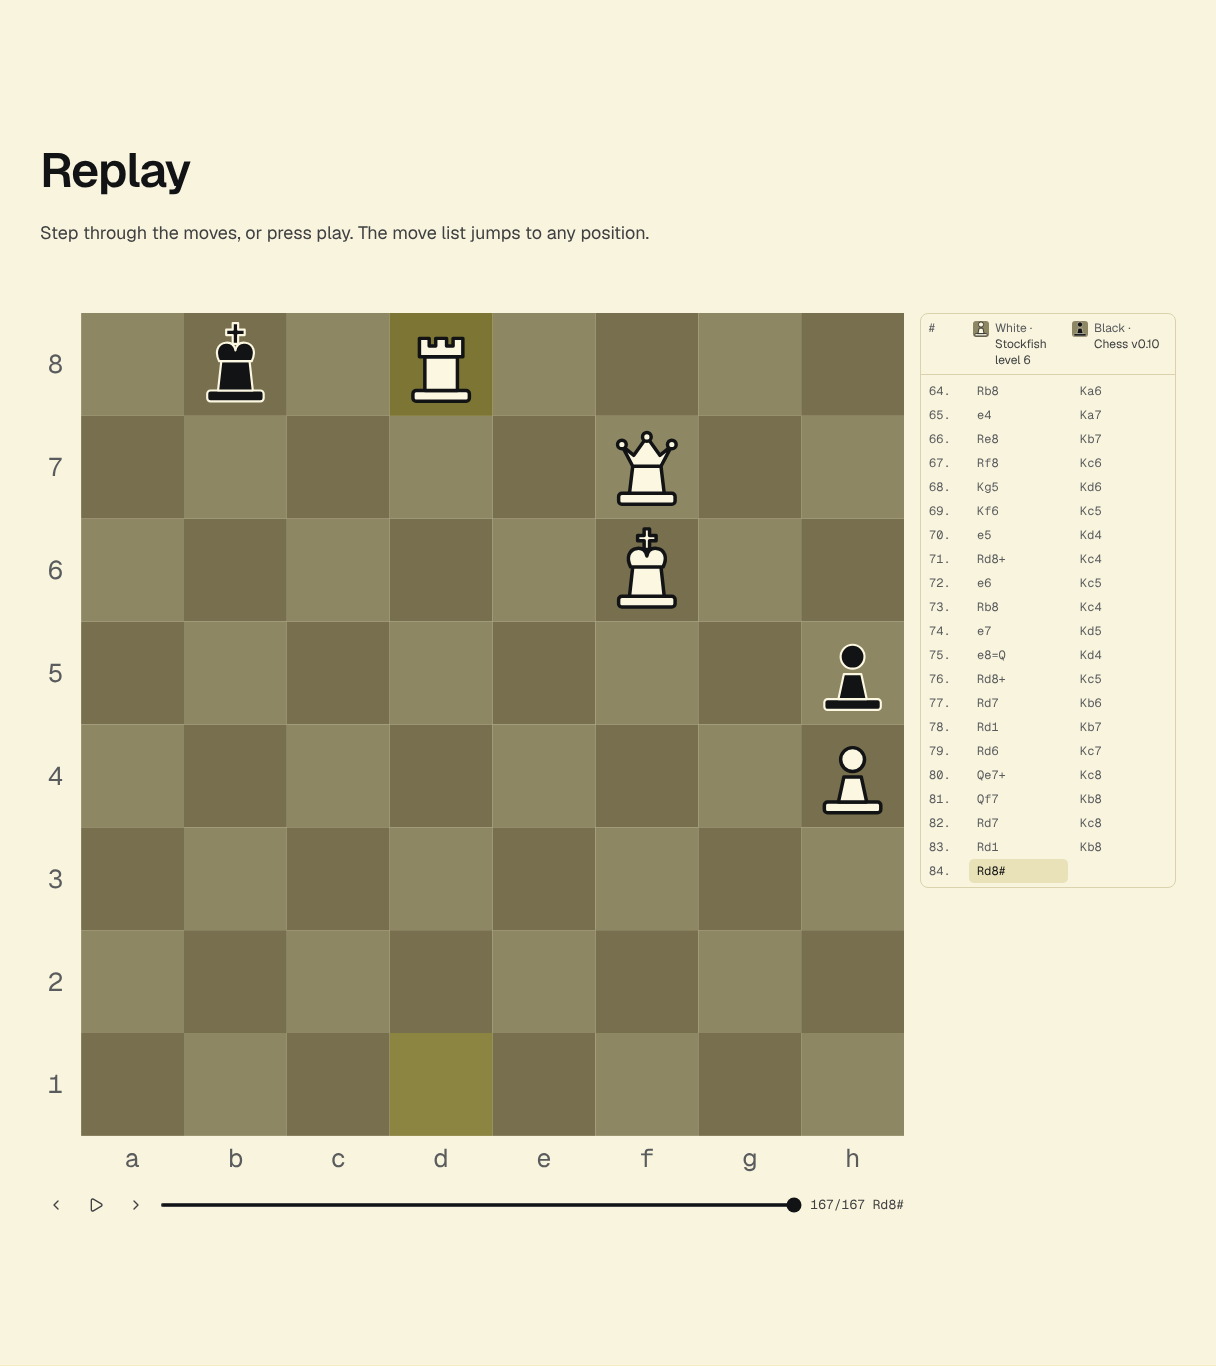 Replay
Step through the moves, or press play. The move list jumps to any position.
# White · Stockfish level 6 Black · Chess v0.10
64. Rb8 Ka6
65. e4 Ka7
66. Re8 Kb7
67. Rf8 Kc6
68. Kg5 Kd6
69. Kf6 Kc5
70. e5 Kd4
71. Rd8+ Kc4
72. e6 Kc5
73. Rb8 Kc4
74. e7 Kd5
75. e8=Q Kd4
76. Rd8+ Kc5
77. Rd7 Kb6
78. Rd1 Kb7
79. Rd6 Kc7
80. Qe7+ Kc8
81. Qf7 Kb8
82. Rd7 Kc8
83. Rd1 Kb8
84. Rd8#
8
7
6
5
4
3
2
1
a b c d e f g h
167/167 Rd8#